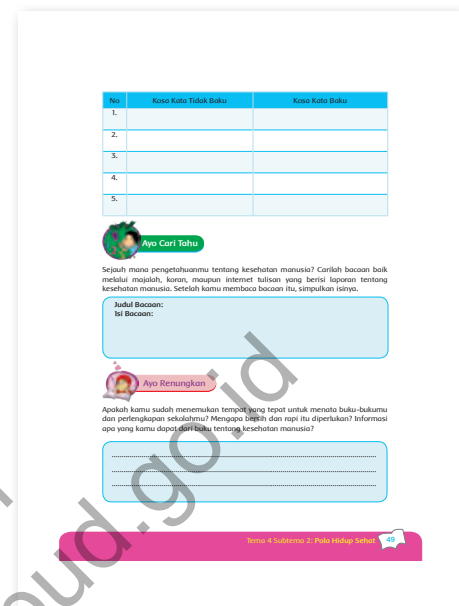 No Kosa Kata Tidak Baku Kosa Kata Baku
1.
2.
3.
4.
5.
Ayo Cari Tahu
Sejauh mana pengetahuanmu tentang kesehatan manusia? Carilah bacaan baik
melalui majalah, koran, maupun internet tulisan yang berisi laporan tentang
kesehatan manusia. Setelah kamu membaca bacaan itu, simpulkan isinya.
Judul Bacaan:
Isi Bacaan:
Ayo Renungkan
Apakah kamu sudah menemukan tempat yang tepat untuk menata buku-bukumu
dan perlengkapan sekolahmu? Mengapa bersih dan rapi itu diperlukan? Informasi
apa yang kamu dapat dari buku tentang kesehatan manusia?
Tema 4 Subtema 2: Pola Hidup Sehat 49
oud.go.id